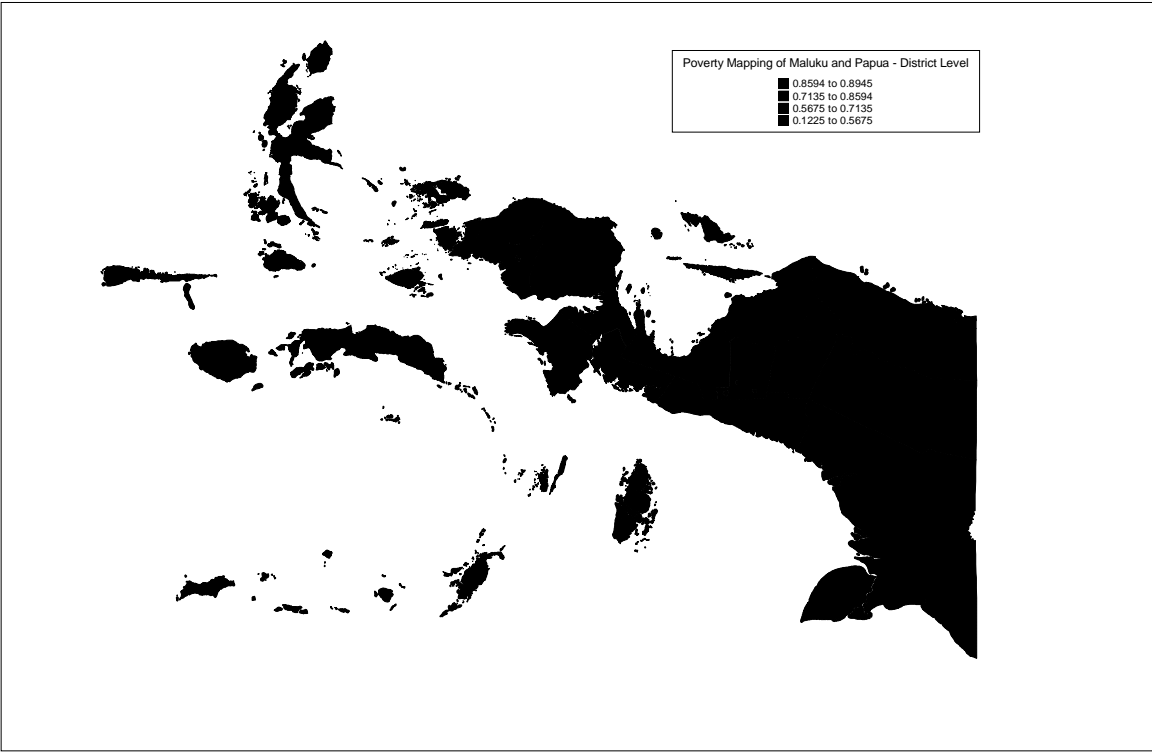 Poverty Mapping of Maluku and Papua - District Level
0.8594 to 0.8945
0.7135 to 0.8594
0.5675 to 0.7135
0.1225 to 0.5675